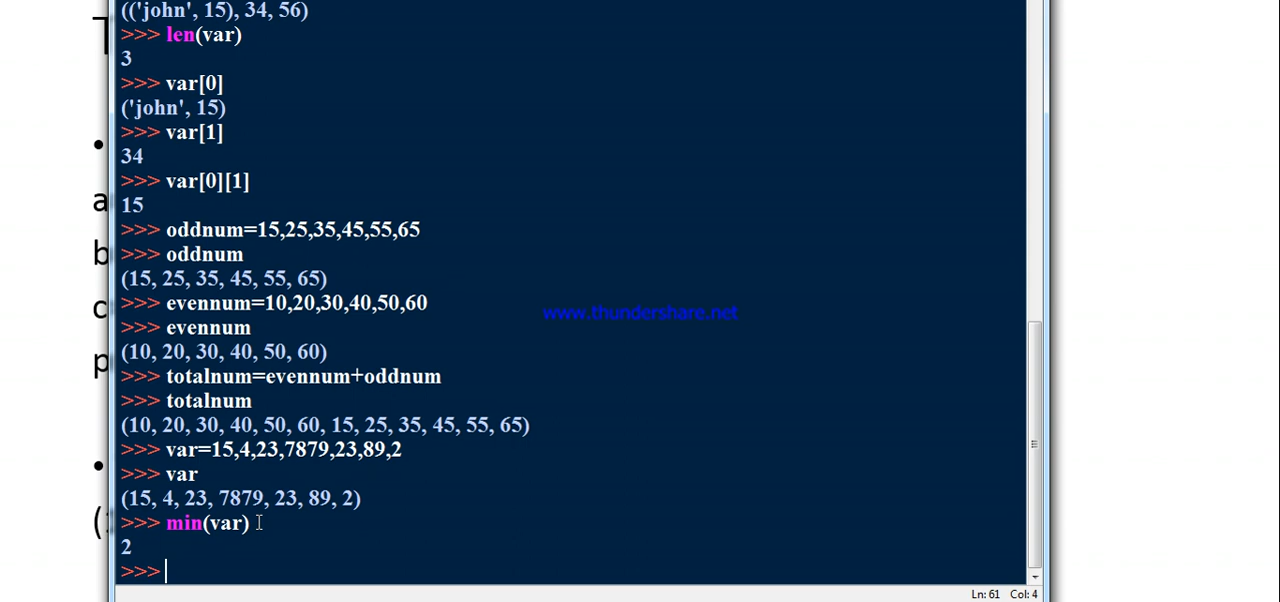 (('john', 15), 34, 56)
>>> len(var)
3
>>> var[0]
('john', 15)
>>> var[1]
34
>>> var[0][1]
15
>>> oddnum=15,25,35,45,55,65
>>> oddnum
(15, 25, 35, 45, 55, 65)
>>> evennum=10,20,30,40,50,60
>>> evennum
(10, 20, 30, 40, 50, 60)
>>> totalnum=evennum+oddnum
>>> totalnum
(10, 20, 30, 40, 50, 60, 15, 25, 35, 45, 55, 65)
>>> var=15,4,23,7879,23,89,2
>>> var
(15, 4, 23, 7879, 23, 89, 2)
>>> min(var)
2
>>>
www.thundershare.net
Ln: 61 Col: 4